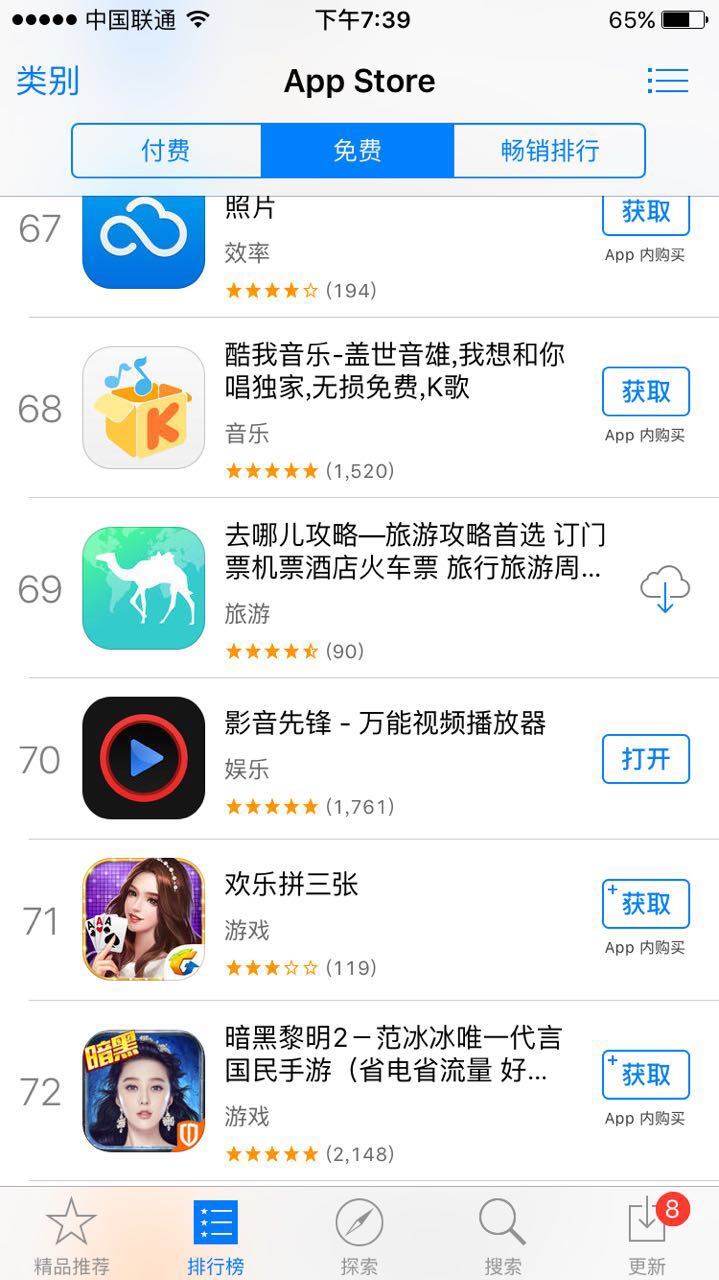 中国联通 下午7:39 65%
类别 App Store
付费 免费 畅销排行
67 照片 获取
效率 App 内购买
(194)
酷我音乐-盖世音雄,我想和你
68 唱独家,无损免费,K歌 获取
音乐 App 内购买
(1,520)
K
去哪儿攻略—旅游攻略首选 订门
69 票机票酒店火车票 旅行旅游周...
旅游
(90)
影音先锋 - 万能视频播放器
70 娱乐 打开
(1,761)
欢乐拼三张
71 游戏 +获取
App 内购买
(119)
A A A
暗黑黎明2－范冰冰唯一代言
72 国民手游（省电省流量 好... +获取
游戏 App 内购买
(2,148)
暗黑
8
精品推荐 排行榜 探索 搜索 更新